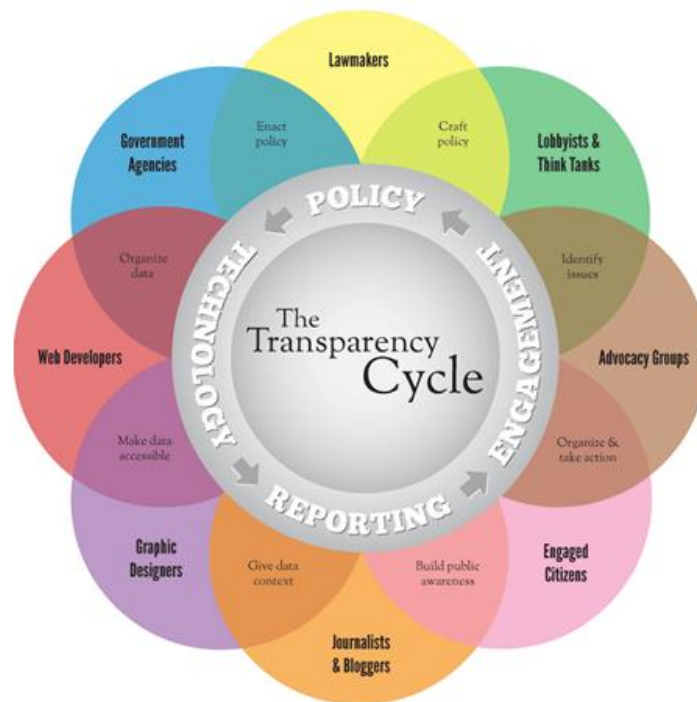 Lawmakers
Enact
policy
Craft
policy
Government
Agencies
Lobbyists &
Think Tanks
POLICY
TECHNOLOGY
ENGAGEMENT
REPORTING
Organize
data
Identify
issues
The
Transparency
Cycle
Web Developers
Advocacy Groups
Make data
accessible
Organize &
take action
Graphic
Designers
Give data
context
Build public
awareness
Engaged
Citizens
Journalists
& Bloggers